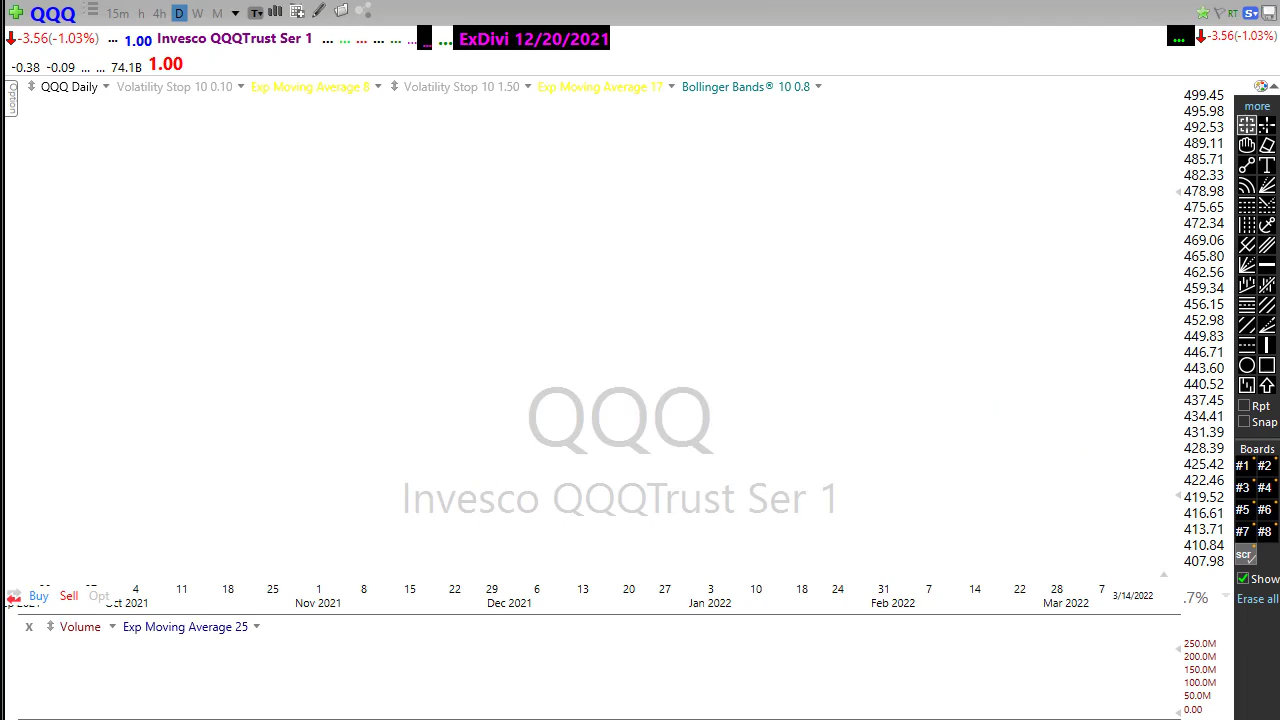 QQQ 15m h 4h D W M T RT S
-3.56(-1.03%) ... 1.00 Invesco QQQTrust Ser 1 ... ... ... ... ... ... ... ... ExDivi 12/20/2021 ... -3.56(-1.03%)
-0.38 -0.09 ... ... 74.1B 1.00
Option QQQ Daily Volatility Stop 10 0.10 Exp Moving Average 8 Volatility Stop 10 1.50 Exp Moving Average 17 Bollinger Bands® 10 0.8
499.45
more
495.98
492.53
489.11
485.71
482.33
478.98
475.65
472.34
469.06
465.80
462.56
459.34
456.15
452.98
449.83
446.71
443.60
440.52
437.45
434.41
431.39
428.39
425.42
422.46
419.52
416.61
413.71
410.84
407.98
Rpt
Snap
Boards
#1 #2
#3 #4
#5 #6
#7 #8
scr
Show
Erase all
QQQ
Invesco QQQTrust Ser 1
4 11 18 25 1 8 15 22 29 6 13 20 27 3 10 18 24 31 7 14 22 28 7
Buy Sell Opt 3/14/2022 .7%
Oct 2021 Nov 2021 Dec 2021 Jan 2022 Feb 2022 Mar 2022
x Volume Exp Moving Average 25
250.0M
200.0M
150.0M
100.0M
50.0M
0.00